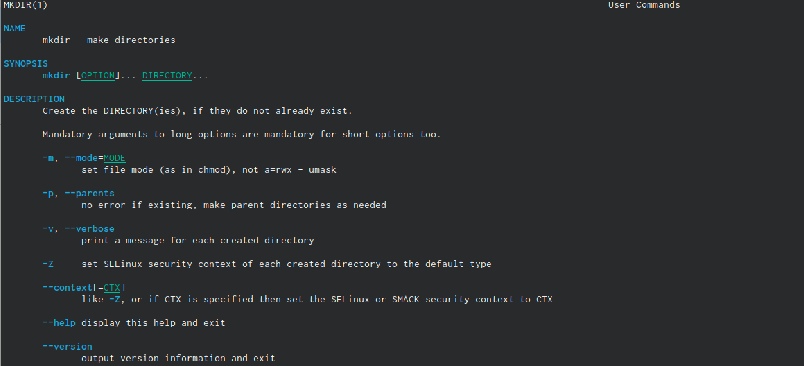 MKDIR(1) User Commands
NAME
mkdir - make directories
SYNOPSIS
mkdir [OPTION]... DIRECTORY...
DESCRIPTION
Create the DIRECTORY(ies), if they do not already exist.
Mandatory arguments to long options are mandatory for short options too.
-m, --mode=MODE
set file mode (as in chmod), not a=rwx - umask
-p, --parents
no error if existing, make parent directories as needed
-v, --verbose
print a message for each created directory
-Z set SELinux security context of each created directory to the default type
--context[=CTX]
like -Z, or if CTX is specified then set the SELinux or SMACK security context to CTX
--help display this help and exit
--version
output version information and exit